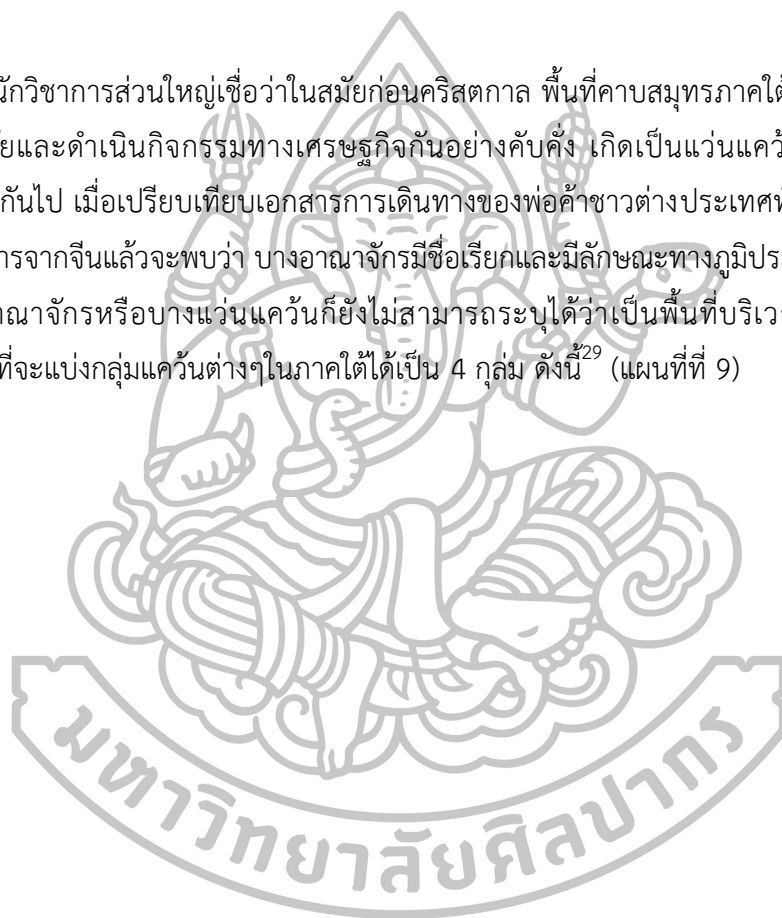 นักวิชาการส่วนใหญ่เชื่อว่าในสมัยก่อนคริสตกาล พื้นที่คาบสมุทรภาคใต้
ยและดำเนินกิจกรรมทางเศรษฐกิจกันอย่างคับคั่ง เกิดเป็นแว่นแคว้
กันไป เมื่อเปรียบเทียบเอกสารการเดินทางของพ่อค้าชาวต่างประเทศ
ารจากจีนแล้วจะพบว่า บางอาณาจักรมีชื่อเรียกและมีลักษณะทางภูมิประ
าณาจักรหรือบางแว่นแคว้นก็ยังไม่สามารถระบุได้ว่าเป็นพื้นที่บริเว
ที่จะแบ่งกลุ่มแคว้นต่างๆในภาคใต้ได้เป็น 4 กุล่ม ดังนี้29 (แผนที่ที่ 9)
มหาวิทยาลัยศิลปากร